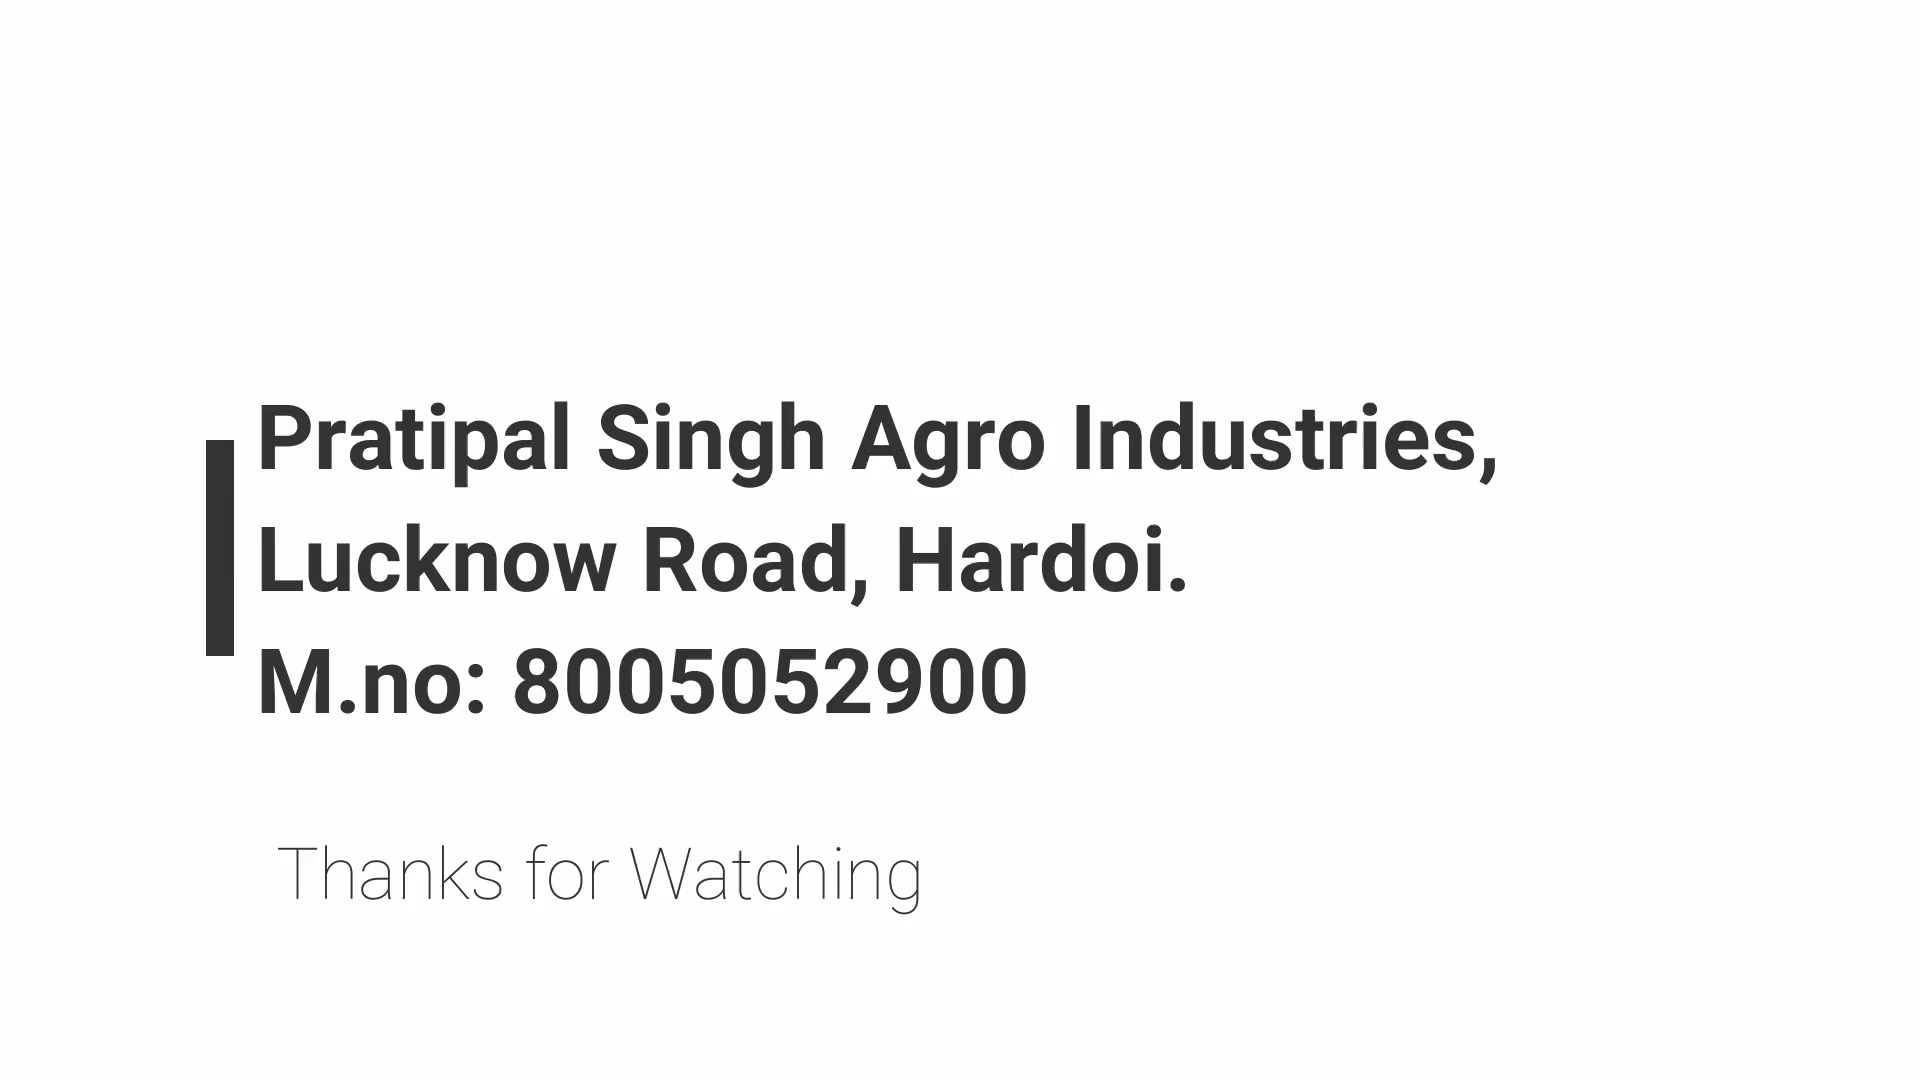 Pratipal Singh Agro Industries,
Lucknow Road, Hardoi.
M.no: 8005052900
Thanks for Watching